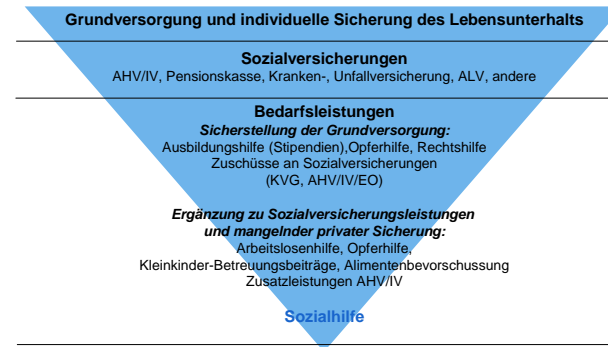 Grundversorgung und individuelle Sicherung des Lebensunterhalts
Sozialversicherungen
AHV/IV, Pensionskasse, Kranken-, Unfallversicherung, ALV, andere
Bedarfsleistungen
Sicherstellung der Grundversorgung:
Ausbildungshilfe (Stipendien),Opferhilfe, Rechtshilfe
Zuschüsse an Sozialversicherungen
(KVG, AHV/IV/EO)
Ergänzung zu Sozialversicherungsleistungen
und mangelnder privater Sicherung:
Arbeitslosenhilfe, Opferhilfe,
Kleinkinder-Betreuungsbeiträge, Alimentenbevorschussung
Zusatzleistungen AHV/IV
Sozialhilfe